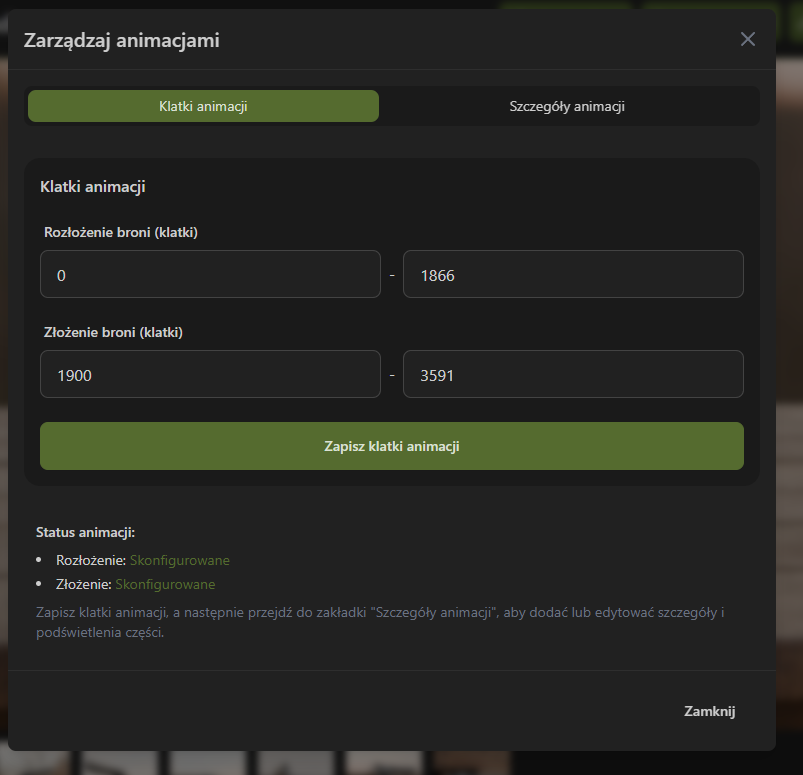 Zarządzaj animacjami
Klatki animacji
Szczegóły animacji
Klatki animacji
Rozłożenie broni (klatki)
0 - 1866
Złożenie broni (klatki)
1900 - 3591
Zapisz klatki animacji
Status animacji:
• Rozłożenie: Skonfigurowane
• Złożenie: Skonfigurowane
Zapisz klatki animacji, a następnie przejdź do zakładki "Szczegóły animacji", aby dodać lub edytować szczegóły i
podświetlenia części.
Zamknij